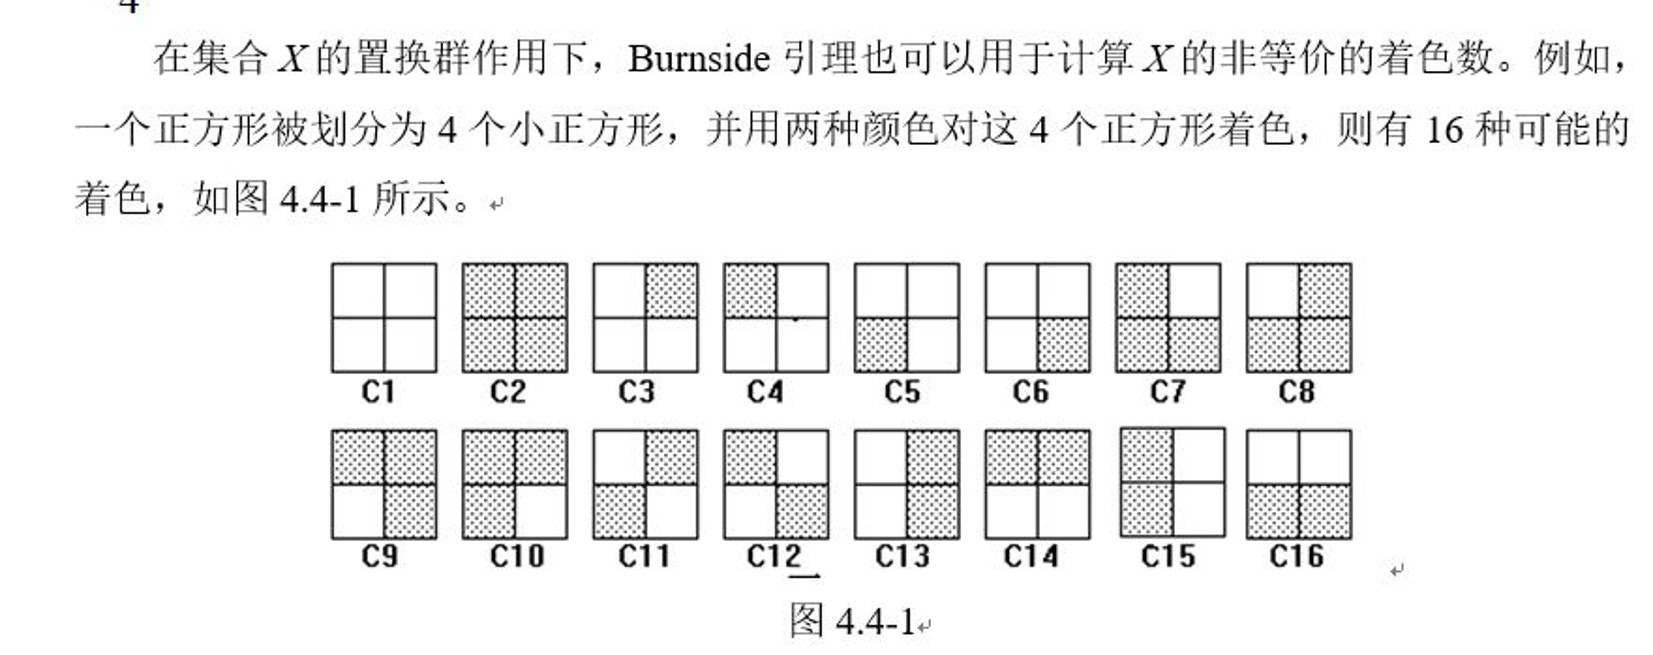 4
在集合 X 的置换群作用下，Burnside 引理也可以用于计算 X 的非等价的着色数。例如，
一个正方形被划分为 4 个小正方形，并用两种颜色对这 4 个正方形着色，则有 16 种可能的
着色，如图 4.4-1 所示。
C1 C2 C3 C4 C5 C6 C7 C8
C9 C10 C11 C12 C13 C14 C15 C16
图 4.4-1